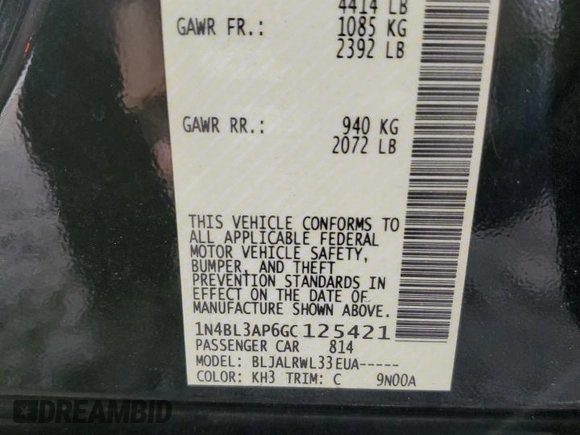 4414 LB
GAWR FR.: 1085 KG
2392 LB
GAWR RR.: 940 KG
2072 LB
THIS VEHICLE CONFORMS TO
ALL APPLICABLE FEDERAL
MOTOR VEHICLE SAFETY,
BUMPER, AND THEFT
PREVENTION STANDARDS IN
EFFECT ON THE DATE OF
MANUFACTURE SHOWN ABOVE.
1N4BL3AP6GC125421
PASSENGER CAR 814
MODEL: BLJALRWL33EUA-----
COLOR: KH3 TRIM: C 9N00A
DREAMBID